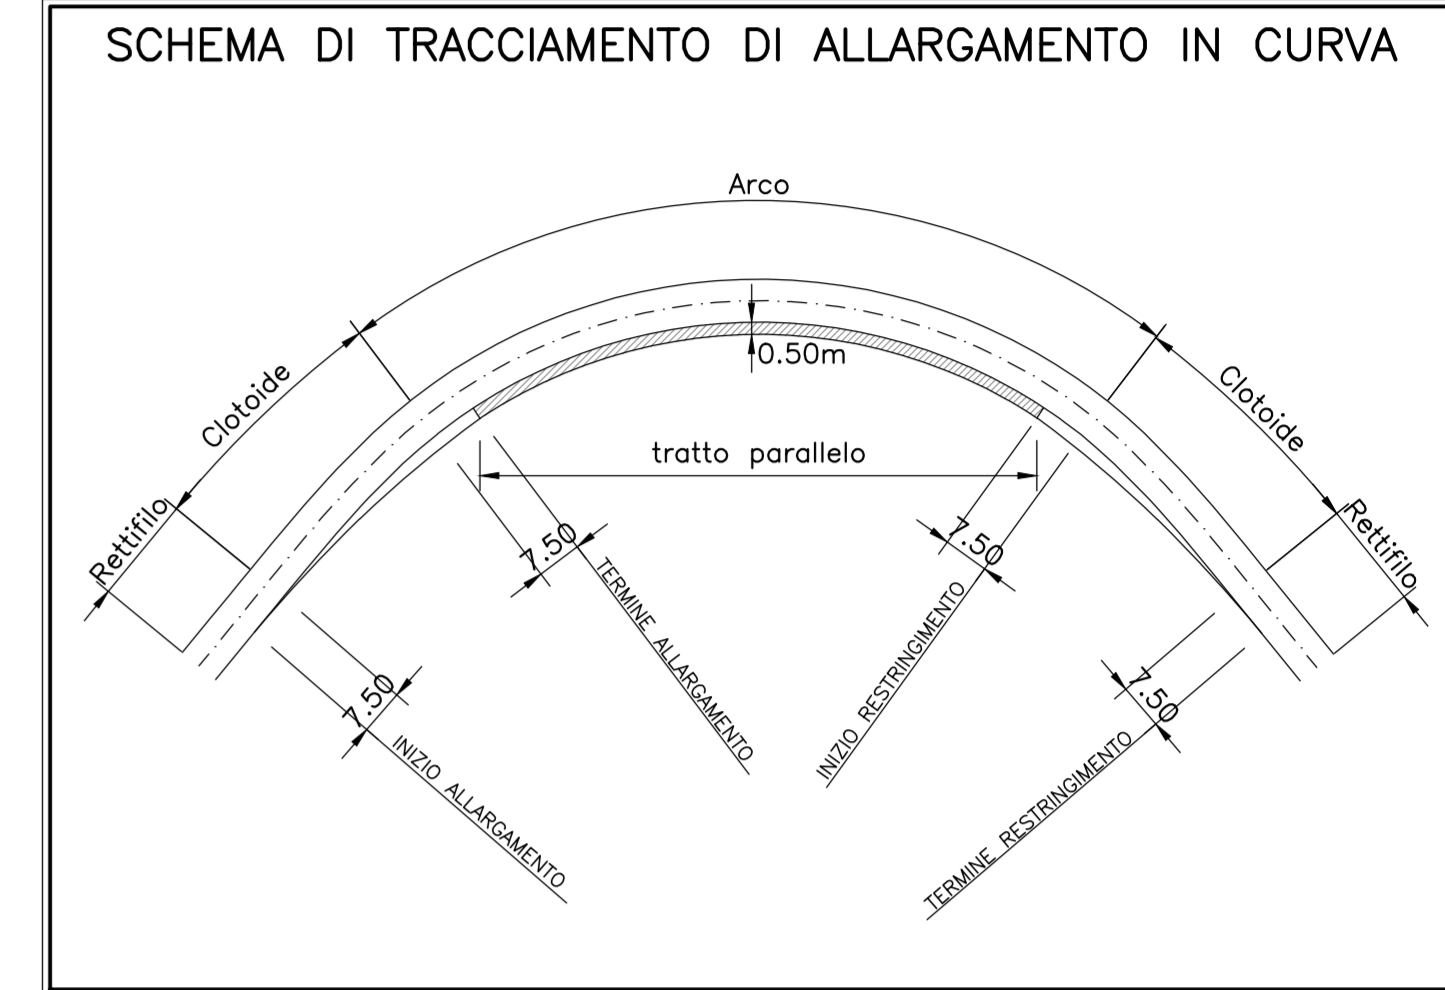 SCHEMA DI TRACCIAMENTO DI ALLARGAMENTO IN CURVA
Arco
Clotoide
Clotoide
0.50m
tratto parallelo
Rettifilo
Rettifilo
7.50
7.50
TERMINE ALLARGAMENTO
INIZIO RESTRINGIMENTO
7.50
7.50
INIZIO ALLARGAMENTO
TERMINE RESTRINGIMENTO